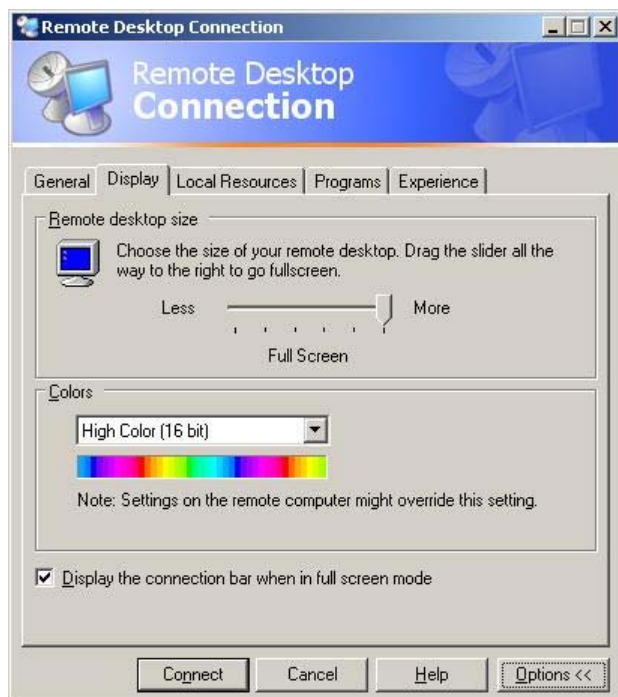 Remote Desktop Connection
Remote Desktop
Connection
General Display Local Resources Programs Experience
Remote desktop size
Choose the size of your remote desktop. Drag the slider all the
way to the right to go fullscreen.
Less More
Full Screen
Colors
High Color (16 bit)
Note: Settings on the remote computer might override this setting.
Display the connection bar when in full screen mode
Connect Cancel Help Options <<